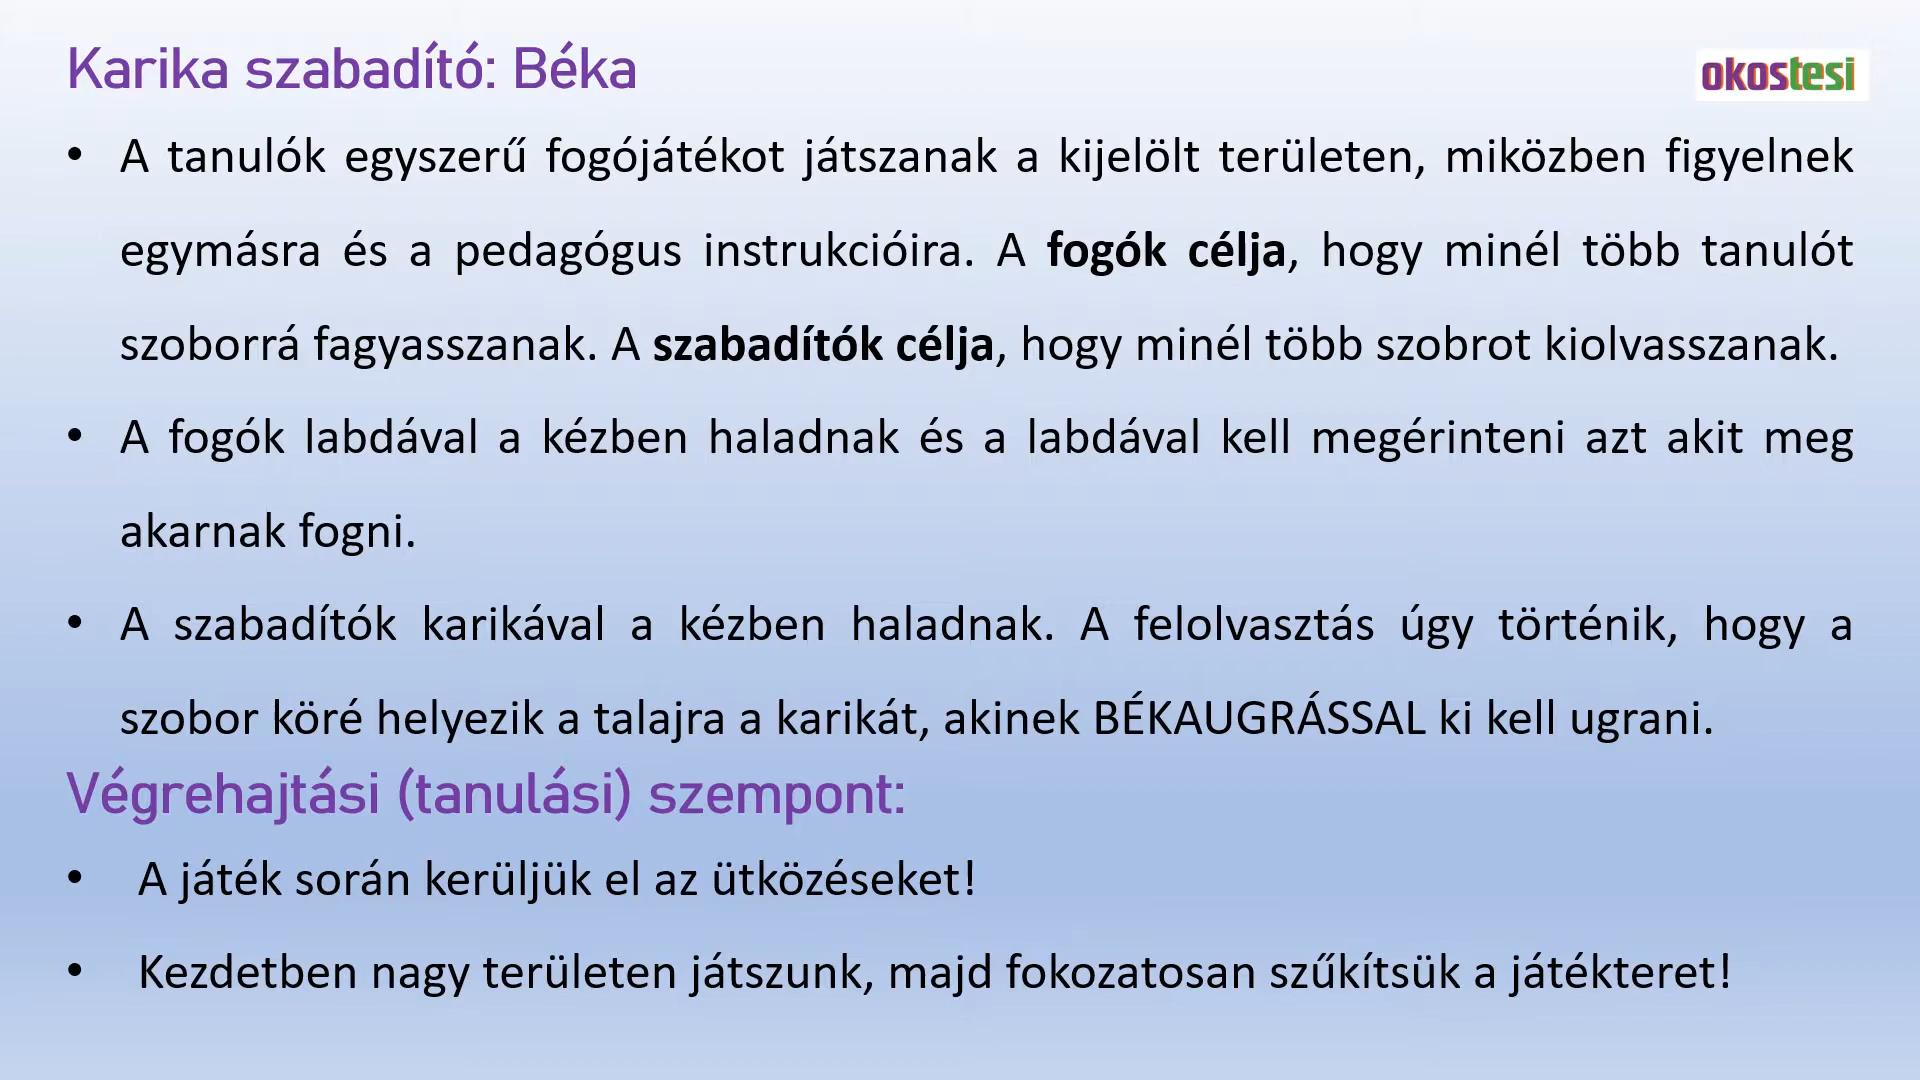 Karika szabadító: Béka
okostesi
• A tanulók egyszerű fogójátékot játszanak a kijelölt területen, miközben figyelnek
egymásra és a pedagógus instrukcióira. A fogók célja, hogy minél több tanulót
szoborrá fagyasszanak. A szabadítók célja, hogy minél több szobrot kiolvasszanak.
• A fogók labdával a kézben haladnak és a labdával kell megérinteni azt akit meg
akarnak fogni.
• A szabadítók karikával a kézben haladnak. A felolvasztás úgy történik, hogy a
szobor köré helyezik a talajra a karikát, akinek BÉKAUGRÁSSAL ki kell ugrani.
Végrehajtási (tanulási) szempont:
• A játék során kerüljük el az ütközéseket!
• Kezdetben nagy területen játszunk, majd fokozatosan szűkítsük a játékteret!